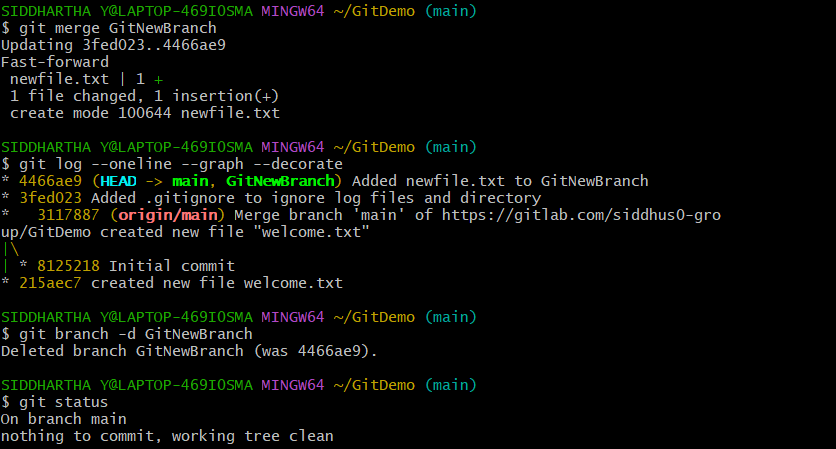 SIDDHARTHA Y@LAPTOP-469IOSMA MINGW64 ~/GitDemo (main)
$ git merge GitNewBranch
Updating 3fed023..4466ae9
Fast-forward
 newfile.txt | 1 +
 1 file changed, 1 insertion(+)
 create mode 100644 newfile.txt

SIDDHARTHA Y@LAPTOP-469IOSMA MINGW64 ~/GitDemo (main)
$ git log --oneline --graph --decorate
* 4466ae9 (HEAD -> main, GitNewBranch) Added newfile.txt to GitNewBranch
* 3fed023 Added .gitignore to ignore log files and directory
*   3117887 (origin/main) Merge branch 'main' of https://gitlab.com/siddhus0-gro
up/GitDemo created new file "welcome.txt"
|\
| * 8125218 Initial commit
* 215aec7 created new file welcome.txt

SIDDHARTHA Y@LAPTOP-469IOSMA MINGW64 ~/GitDemo (main)
$ git branch -d GitNewBranch
Deleted branch GitNewBranch (was 4466ae9).

SIDDHARTHA Y@LAPTOP-469IOSMA MINGW64 ~/GitDemo (main)
$ git status
On branch main
nothing to commit, working tree clean